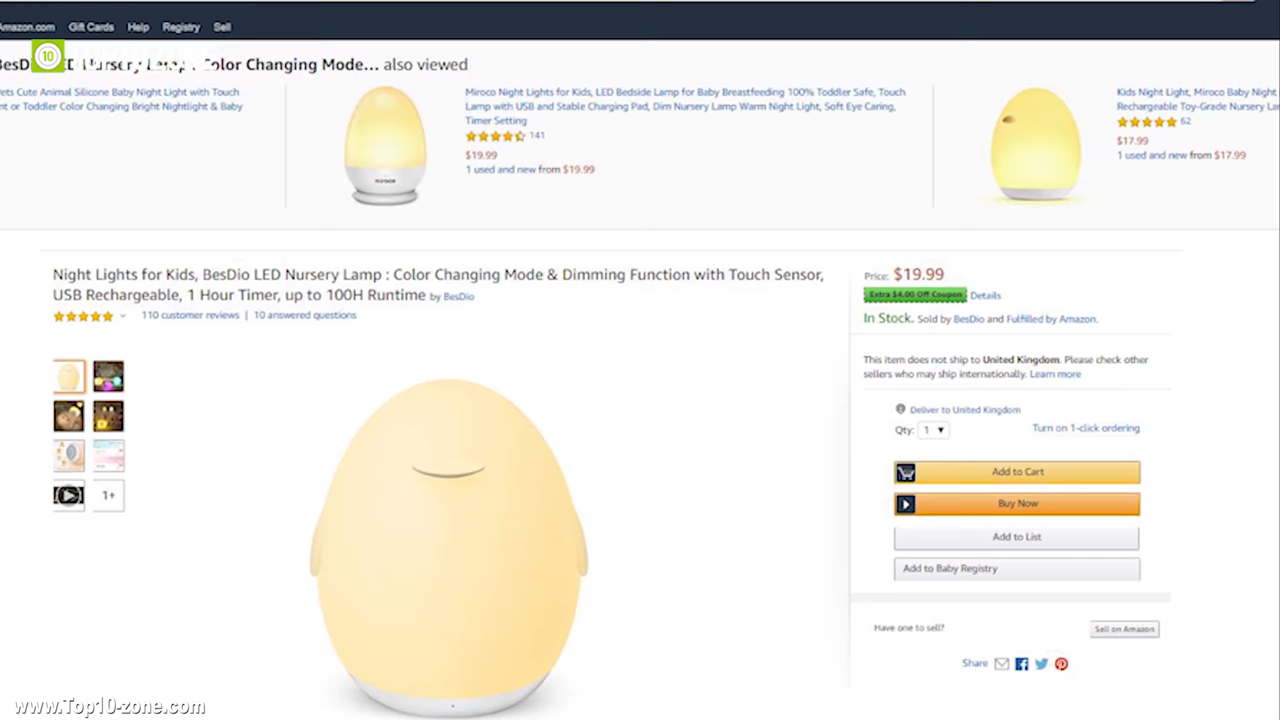 Amazon.com Gift Cards Help Registry Sell
10
LED Nursery Lamp : Color Changing Mode... also viewed
Pets Cute Animal Silicone Baby Night Light with Touch
nt or Toddler Color Changing Bright Nightlight & Baby
Miroco Night Lights for Kids, LED Bedside Lamp for Baby Breastfeeding 100% Toddler Safe, Touch
Lamp with USB and Stable Charging Pad, Dim Nursery Lamp Warm Night Light, Soft Eye Caring,
Timer Setting
141
$19.99
1 used and new from $19.99
Kids Night Light, Miroco Baby Night
Rechargeable Toy-Grade Nursery Lam
62
$17.99
1 used and new from $17.99
Night Lights for Kids, BesDio LED Nursery Lamp : Color Changing Mode & Dimming Function with Touch Sensor,
USB Rechargeable, 1 Hour Timer, up to 100H Runtime by BesDio
110 customer reviews | 10 answered questions
1+
Price: $19.99
Extra $4.00 Off Coupon Details
In Stock. Sold by BesDio and Fulfilled by Amazon.
This item does not ship to United Kingdom. Please check other
sellers who may ship internationally. Learn more
Deliver to United Kingdom
Qty: 1 Turn on 1-click ordering
Add to Cart
Buy Now
Add to List
Add to Baby Registry
Have one to sell? Sell on Amazon
Share
www.Top10-zone.com